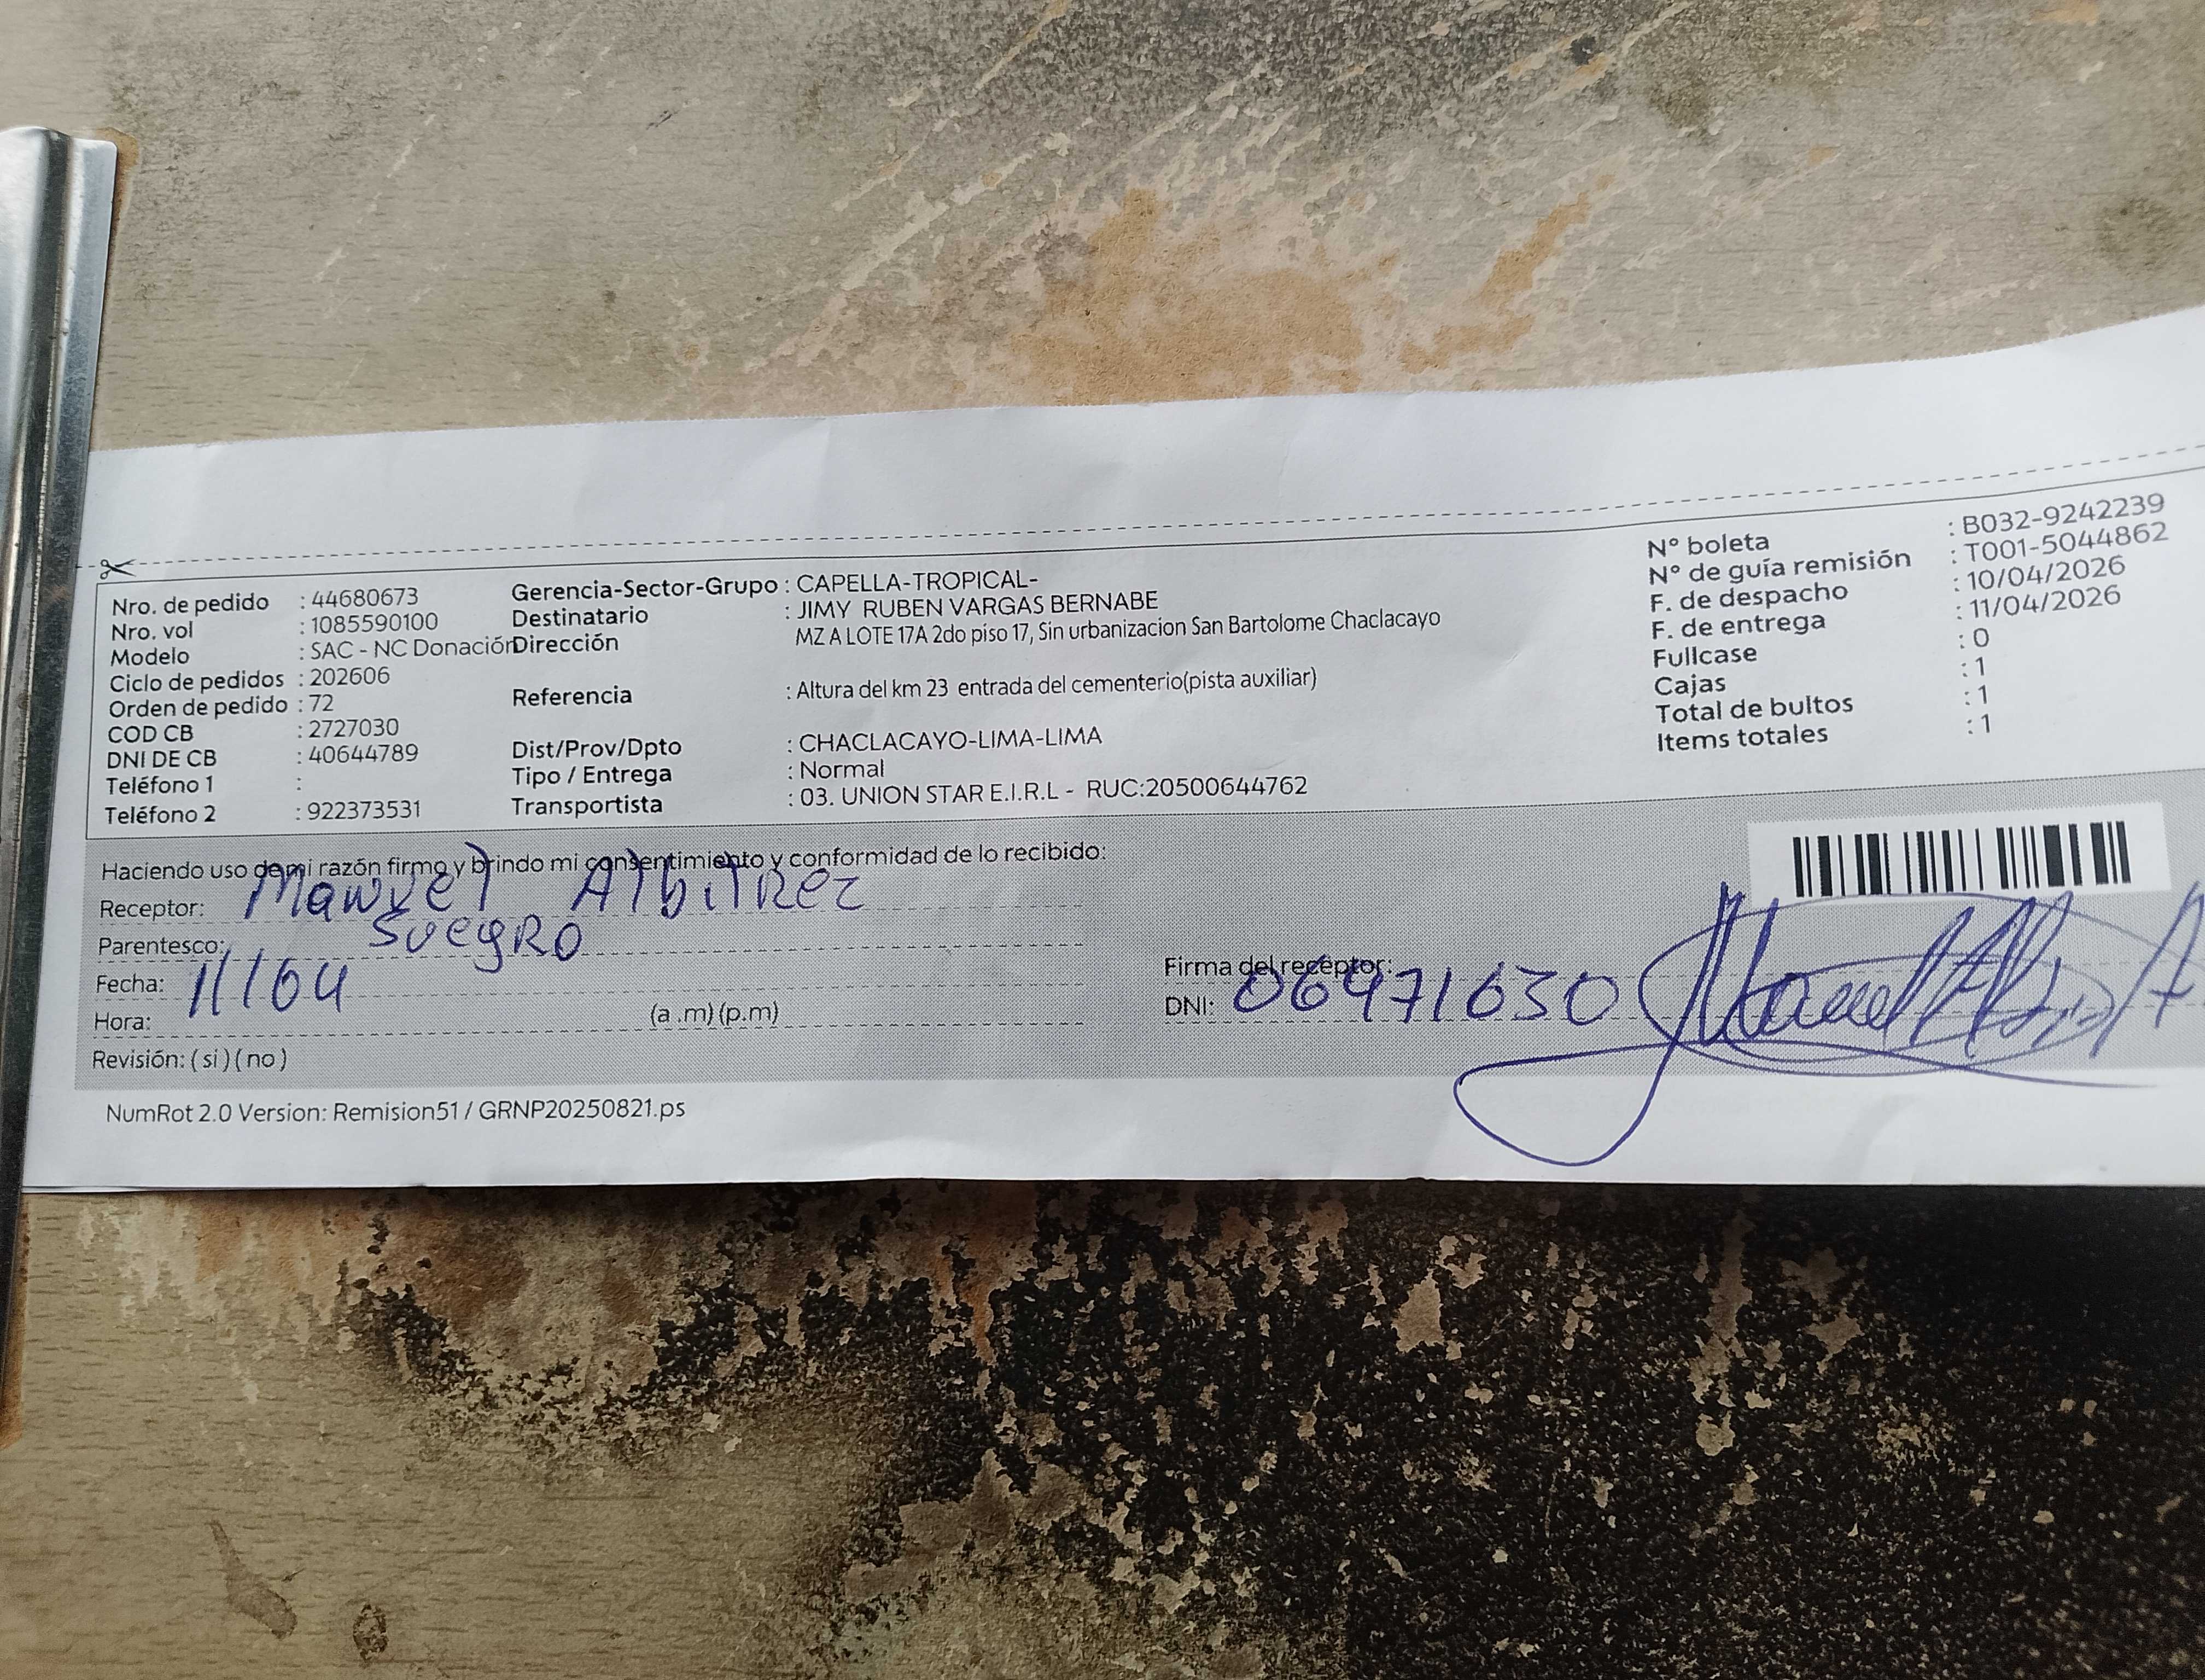 Nro. de pedido : 44680673
Nro. vol : 1085590100
Modelo : SAC - NC Donación
Ciclo de pedidos : 202606
Orden de pedido : 72
COD CB : 2727030
DNI DE CB : 40644789
Teléfono 1 :
Teléfono 2 : 922373531
Gerencia-Sector-Grupo : CAPELLA-TROPICAL-
Destinatario : JIMY RUBEN VARGAS BERNABE
Dirección MZ A LOTE 17A 2do piso 17, Sin urbanizacion San Bartolome Chaclacayo
Referencia : Altura del km 23 entrada del cementerio(pista auxiliar)
Dist/Prov/Dpto : CHACLACAYO-LIMA-LIMA
Tipo / Entrega : Normal
Transportista : 03. UNION STAR E.I.R.L - RUC:20500644762
N° boleta : B032-9242239
N° de guía remisión : T001-5044862
F. de despacho : 10/04/2026
F. de entrega : 11/04/2026
Fullcase : 0
Cajas : 1
Total de bultos : 1
Items totales : 1
Haciendo uso de mi razón firmo y brindo mi consentimiento y conformidad de lo recibido:
Receptor: Manuel Albitrez
Parentesco: Suegro
Fecha: 11/04
Hora: (a .m) (p.m)
Revisión: ( si ) ( no )
Firma del receptor:
DNI: 06971630
NumRot 2.0 Version: Remision51 / GRNP20250821.ps